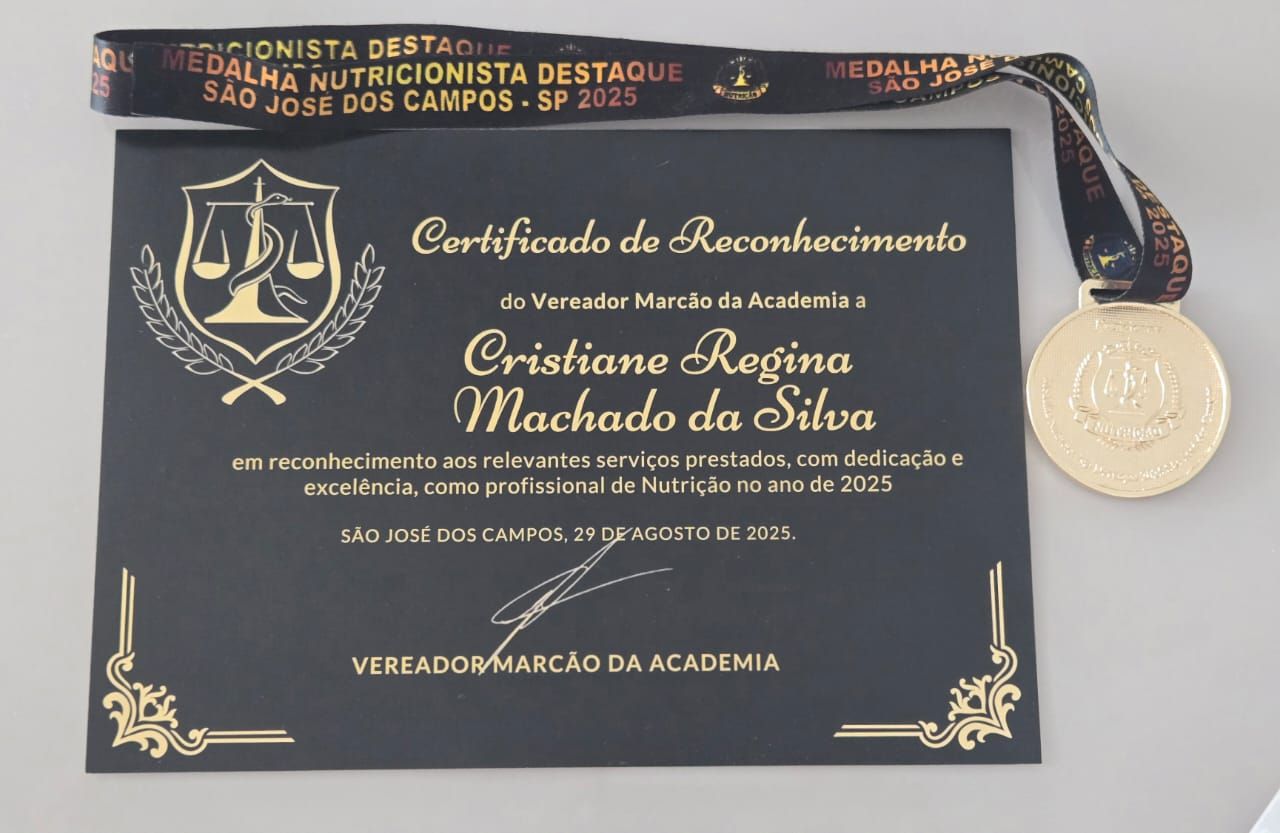 MEDALHA NUTRICIONISTA DESTAQUE
SÃO JOSÉ DOS CAMPOS - SP 2025
NUTRIÇÃO
MEDALHA
SÃO JOSÉ
Certificado de Reconhecimento
do Vereador Marcão da Academia a
Cristiane Regina
Machado da Silva
em reconhecimento aos relevantes serviços prestados, com dedicação e
excelência, como profissional de Nutrição no ano de 2025
SÃO JOSÉ DOS CAMPOS, 29 DE AGOSTO DE 2025.
VEREADOR MARCÃO DA ACADEMIA
NUTRIÇÃO